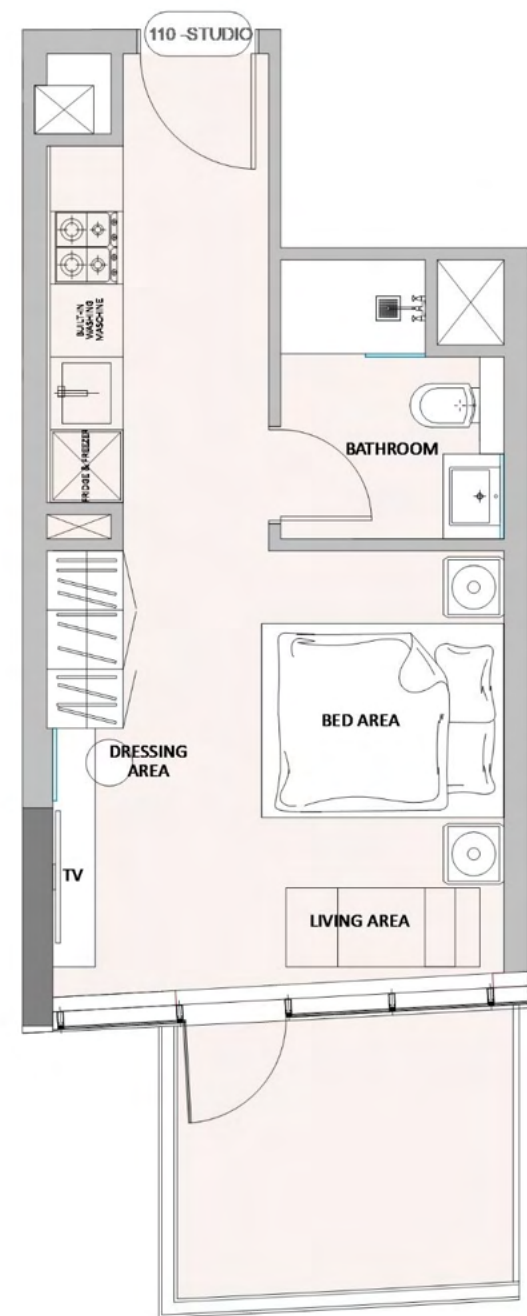 110 -STUDIO
BUILT-IN
WASHING
MASCHINE
FRIDGE & FREEZER
BATHROOM
BED AREA
DRESSING
AREA
TV
LIVING AREA